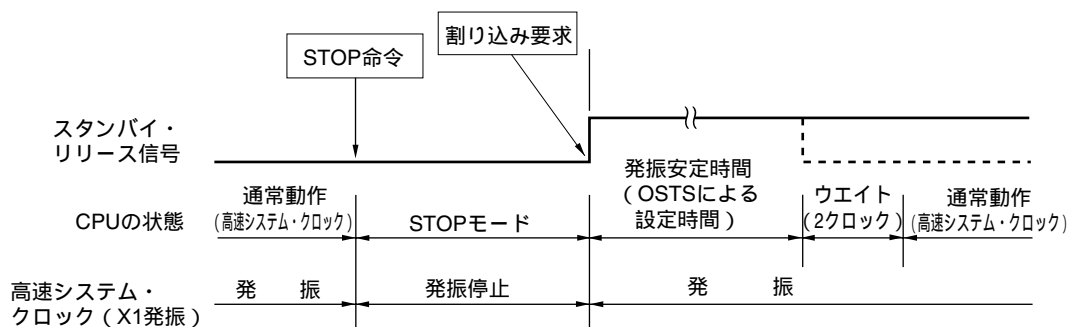 割り込み要求
STOP命令
スタンバイ・
リリース信号
発振安定時間
(OSTSによる
設定時間)
CPUの状態
通常動作
(高速システム・クロック)
STOPモード
ウエイト
(2クロック)
通常動作
(高速システム・クロック)
高速システム・
クロック(X1発振)
発 振
発振停止
発 振